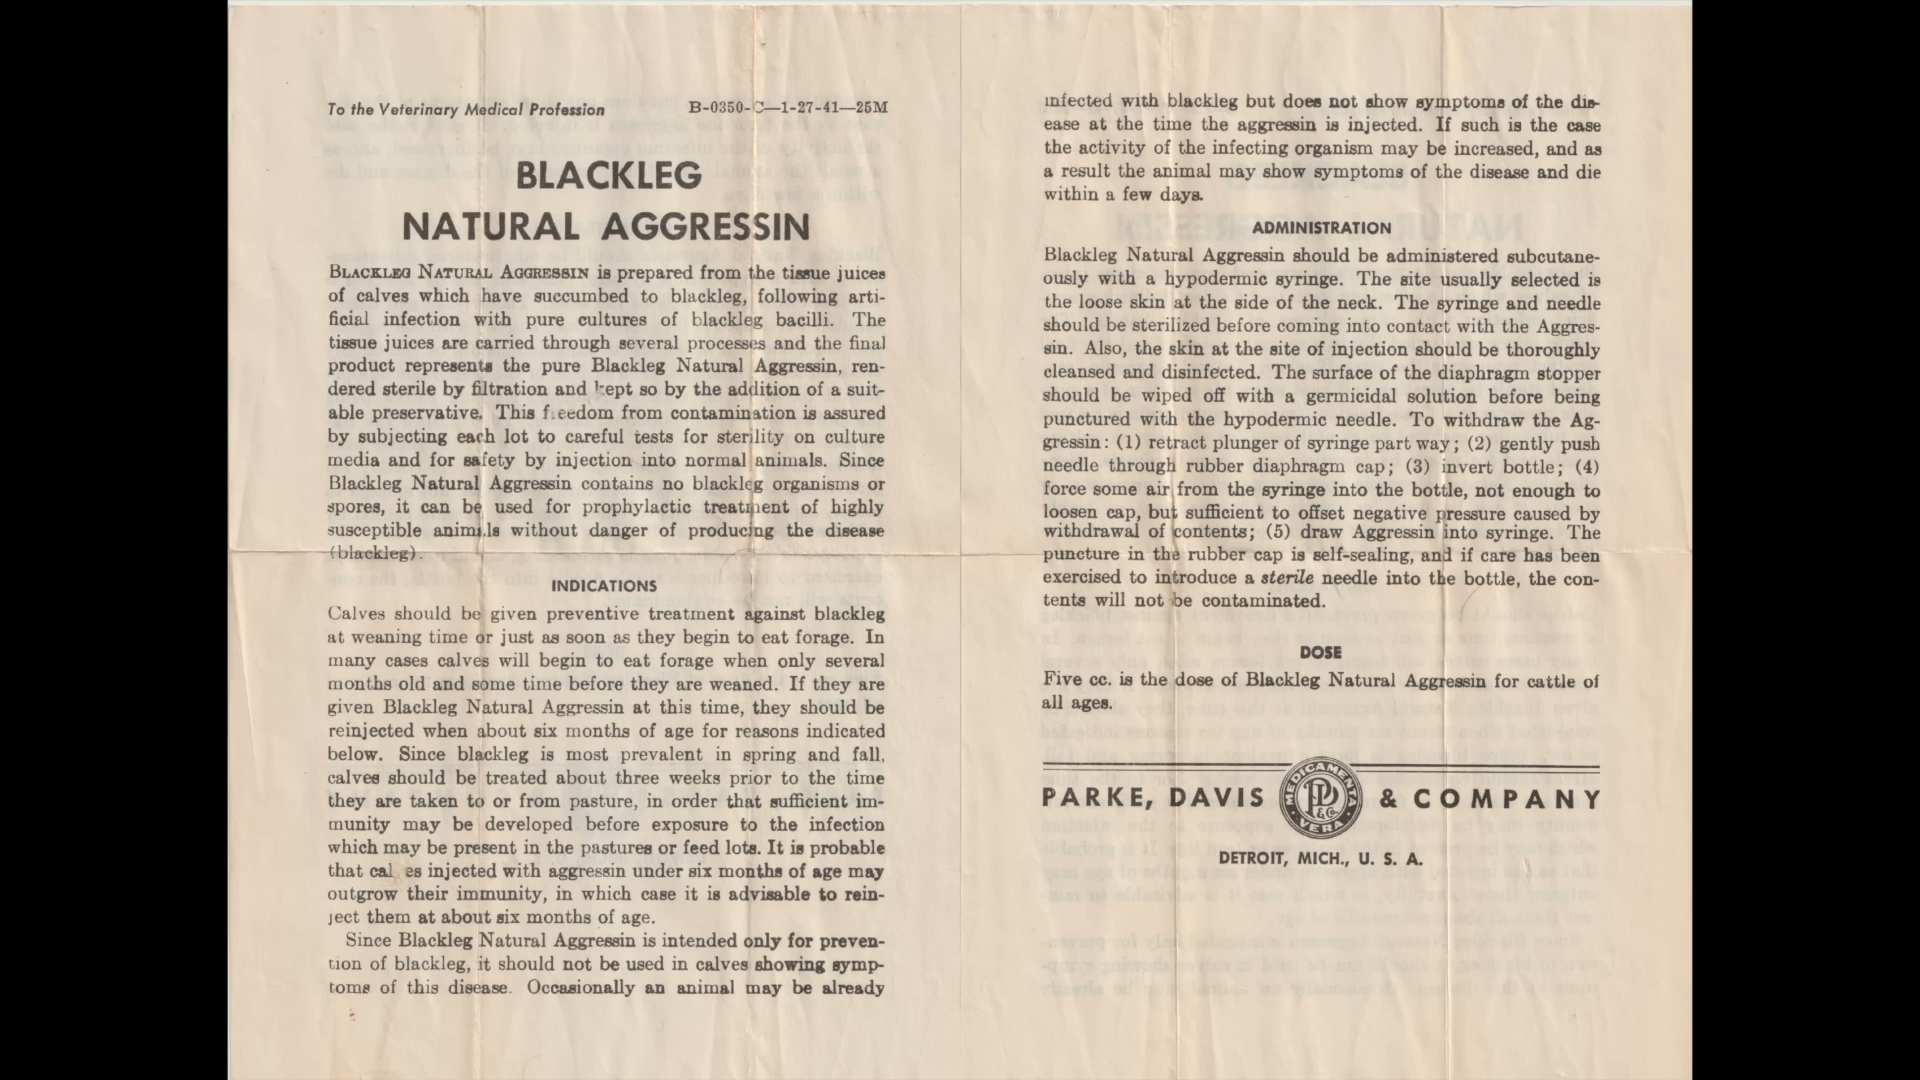 To the Veterinary Medical Profession B-0350-C—1-27-41—25M
BLACKLEG
NATURAL AGGRESSIN
BLACKLEG NATURAL AGGRESSIN is prepared from the tissue juices
of calves which have succumbed to blackleg, following arti-
ficial infection with pure cultures of blackleg bacilli. The
tissue juices are carried through several processes and the final
product represents the pure Blackleg Natural Aggressin, ren-
dered sterile by filtration and kept so by the addition of a suit-
able preservative. This freedom from contamination is assured
by subjecting each lot to careful tests for sterility on culture
media and for safety by injection into normal animals. Since
Blackleg Natural Aggressin contains no blackleg organisms or
spores, it can be used for prophylactic treatment of highly
susceptible animals without danger of producing the disease
(blackleg).
INDICATIONS
Calves should be given preventive treatment against blackleg
at weaning time or just as soon as they begin to eat forage. In
many cases calves will begin to eat forage when only several
months old and some time before they are weaned. If they are
given Blackleg Natural Aggressin at this time, they should be
reinjected when about six months of age for reasons indicated
below. Since blackleg is most prevalent in spring and fall,
calves should be treated about three weeks prior to the time
they are taken to or from pasture, in order that sufficient im-
munity may be developed before exposure to the infection
which may be present in the pastures or feed lots. It is probable
that calves injected with aggressin under six months of age may
outgrow their immunity, in which case it is advisable to rein-
ject them at about six months of age.
Since Blackleg Natural Aggressin is intended only for preven-
tion of blackleg, it should not be used in calves showing symp-
toms of this disease. Occasionally an animal may be already
infected with blackleg but does not show symptoms of the dis-
ease at the time the aggressin is injected. If such is the case
the activity of the infecting organism may be increased, and as
a result the animal may show symptoms of the disease and die
within a few days.
ADMINISTRATION
Blackleg Natural Aggressin should be administered subcutane-
ously with a hypodermic syringe. The site usually selected is
the loose skin at the side of the neck. The syringe and needle
should be sterilized before coming into contact with the Aggres-
sin. Also, the skin at the site of injection should be thoroughly
cleansed and disinfected. The surface of the diaphragm stopper
should be wiped off with a germicidal solution before being
punctured with the hypodermic needle. To withdraw the Ag-
gressin: (1) retract plunger of syringe part way; (2) gently push
needle through rubber diaphragm cap; (3) invert bottle; (4)
force some air from the syringe into the bottle, not enough to
loosen cap, but sufficient to offset negative pressure caused by
withdrawal of contents; (5) draw Aggressin into syringe. The
puncture in the rubber cap is self-sealing, and if care has been
exercised to introduce a sterile needle into the bottle, the con-
tents will not be contaminated.
DOSE
Five cc. is the dose of Blackleg Natural Aggressin for cattle of
all ages.
PARKE, DAVIS MEDICAMENTA VERA PD & Co. & COMPANY
DETROIT, MICH., U. S. A.